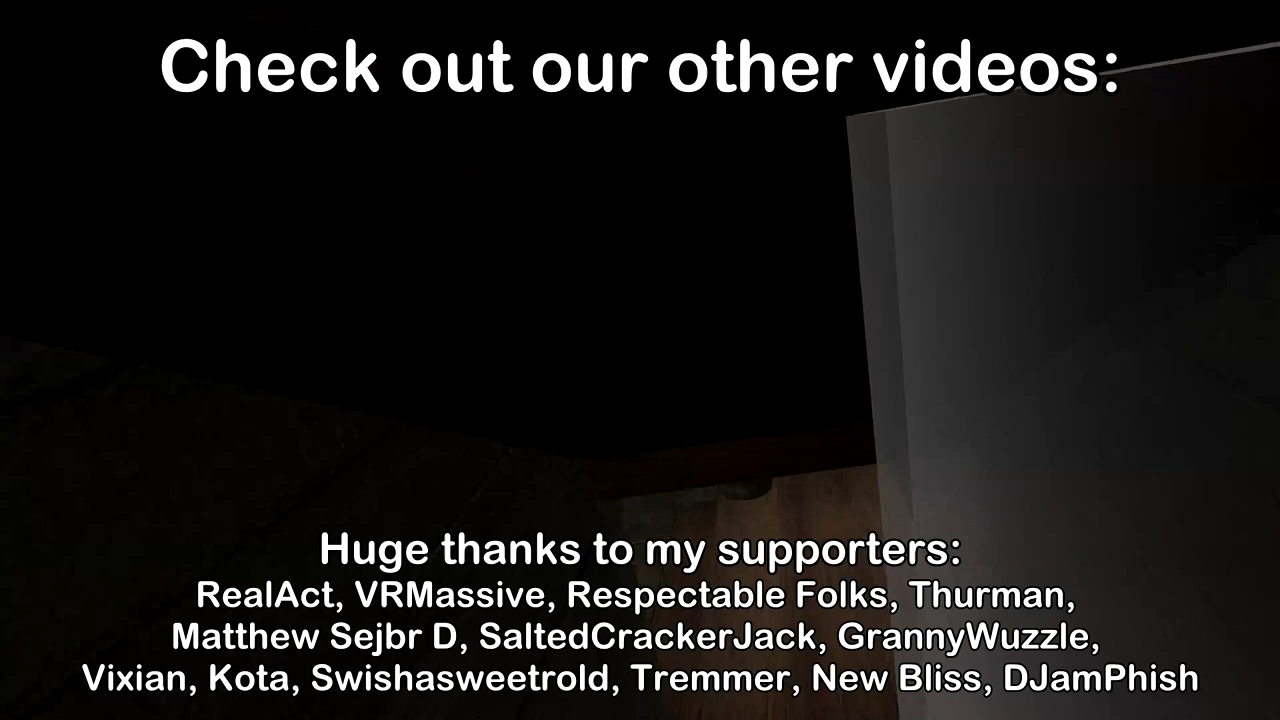 Check out our other videos:
Huge thanks to my supporters:
RealAct, VRMassive, Respectable Folks, Thurman,
Matthew Sejbr D, SaltedCrackerJack, GrannyWuzzle,
Vixian, Kota, Swishasweetrold, Tremmer, New Bliss, DJamPhish